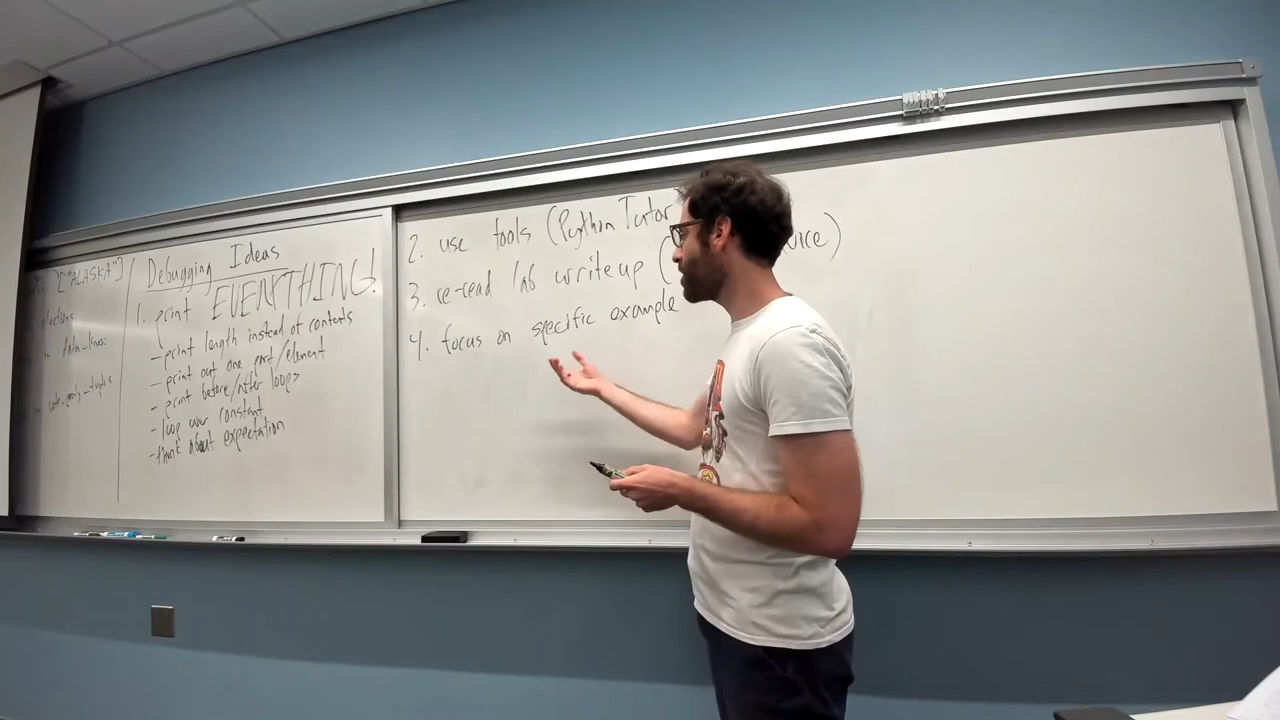 ["ALASKA"]
in data_lines:
Debugging Ideas
1. print EVERYTHING!
- print length instead of contents
- print out one part/element
- print before/after loops
- loop over constant
- think about expectation
2. use tools (Python Tutor
3. re-read lab writeup (
4. focus on specific example